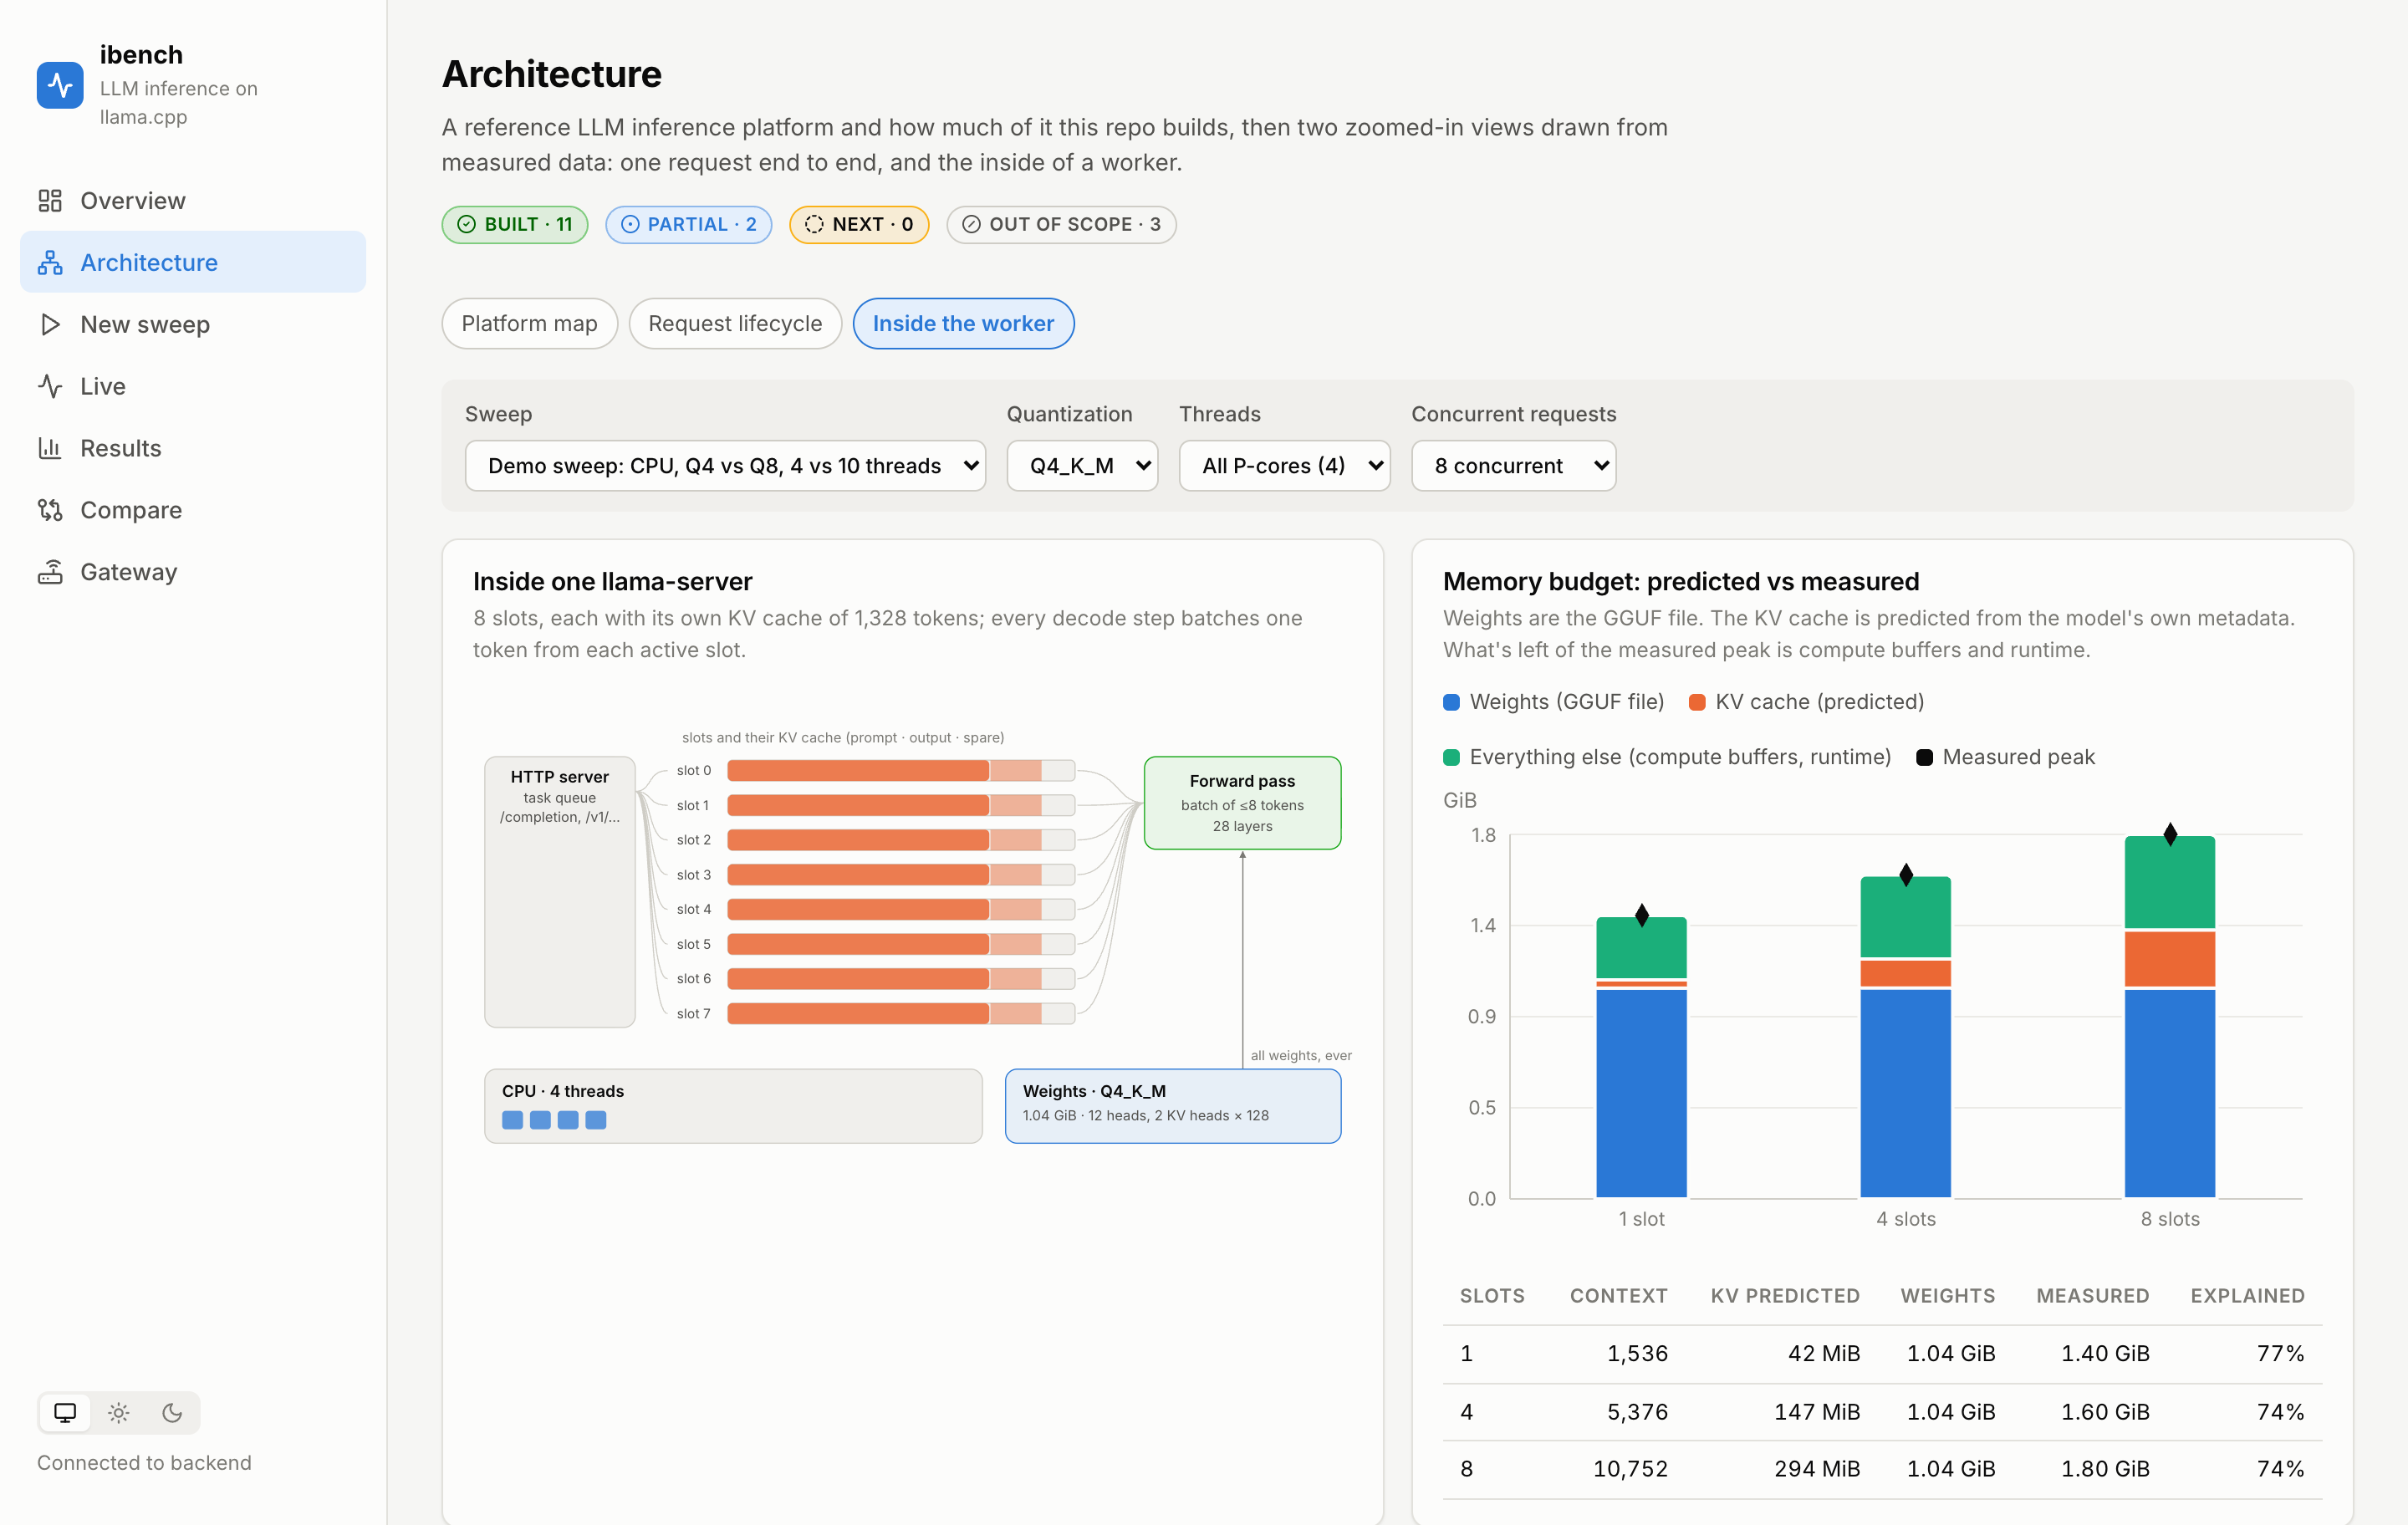 ibench
LLM inference on
llama.cpp
Overview
Architecture
New sweep
Live
Results
Compare
Gateway
Connected to backend
Architecture
A reference LLM inference platform and how much of it this repo builds, then two zoomed-in views drawn from
measured data: one request end to end, and the inside of a worker.
BUILT · 11
PARTIAL · 2
NEXT · 0
OUT OF SCOPE · 3
Platform map
Request lifecycle
Inside the worker
Sweep
Quantization
Threads
Concurrent requests
Demo sweep: CPU, Q4 vs Q8, 4 vs 10 threads
Q4_K_M
All P-cores (4)
8 concurrent
Inside one llama-server
8 slots, each with its own KV cache of 1,328 tokens; every decode step batches one
token from each active slot.
slots and their KV cache (prompt · output · spare)
HTTP server
task queue
/completion, /v1/...
slot 0
slot 1
slot 2
slot 3
slot 4
slot 5
slot 6
slot 7
Forward pass
batch of ≤8 tokens
28 layers
all weights, ever
CPU · 4 threads
Weights · Q4_K_M
1.04 GiB · 12 heads, 2 KV heads × 128
Memory budget: predicted vs measured
Weights are the GGUF file. The KV cache is predicted from the model's own metadata.
What's left of the measured peak is compute buffers and runtime.
Weights (GGUF file)
KV cache (predicted)
Everything else (compute buffers, runtime)
Measured peak
GiB
1.8
1.4
0.9
0.5
0.0
1 slot
4 slots
8 slots
SLOTS CONTEXT KV PREDICTED WEIGHTS MEASURED EXPLAINED
1 1,536 42 MiB 1.04 GiB 1.40 GiB 77%
4 5,376 147 MiB 1.04 GiB 1.60 GiB 74%
8 10,752 294 MiB 1.04 GiB 1.80 GiB 74%